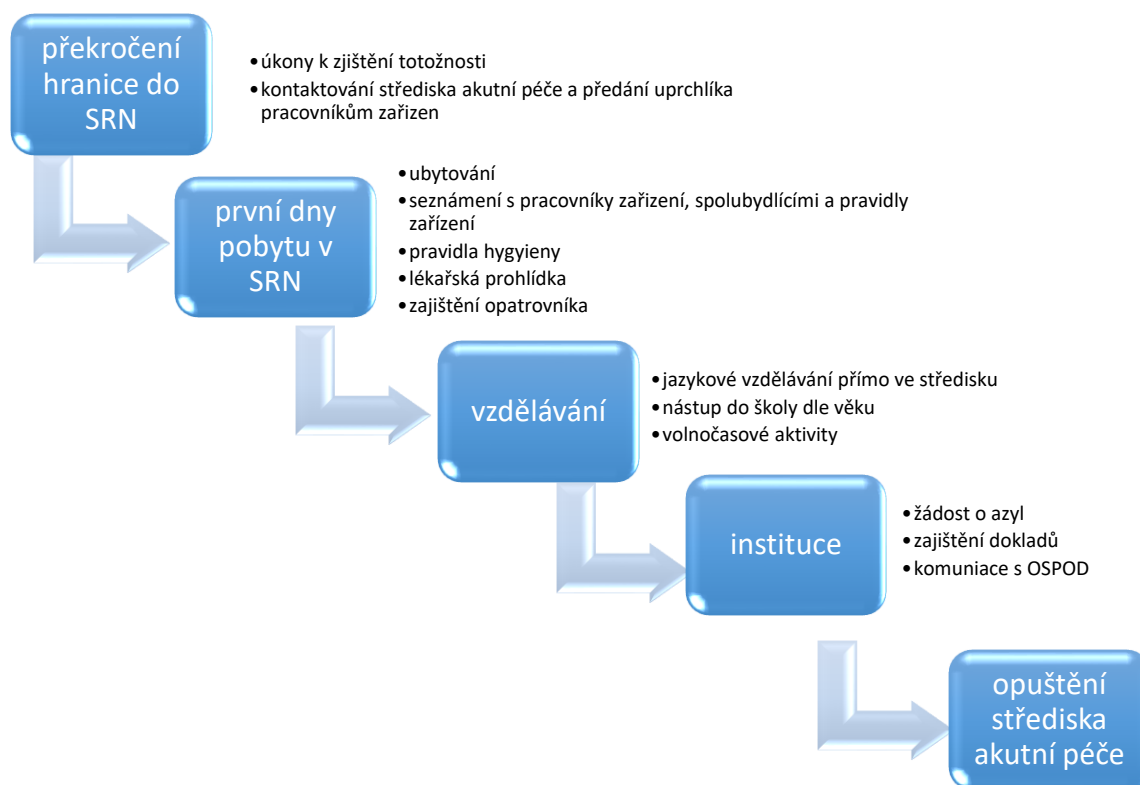 překročení
hranice do
SRN
•úkony k zjištění totožnosti
•kontaktování střediska akutní péče a předání uprchlíka
pracovníkům zařizen
první dny
pobytu v
SRN
•ubytování
•seznámení s pracovníky zařizení, spolubydlícími a pravidly
zařízení
•pravidla hygyieny
•lékařská prohlídka
•zajištění opatrovníka
vzdělávání
•jazykové vzdělávání přímo ve středisku
•nástup do školy dle věku
•volnočasové aktivity
instituce
•žádost o azyl
•zajištění dokladů
•komuniace s OSPOD
opuštění
střediska
akutní péče